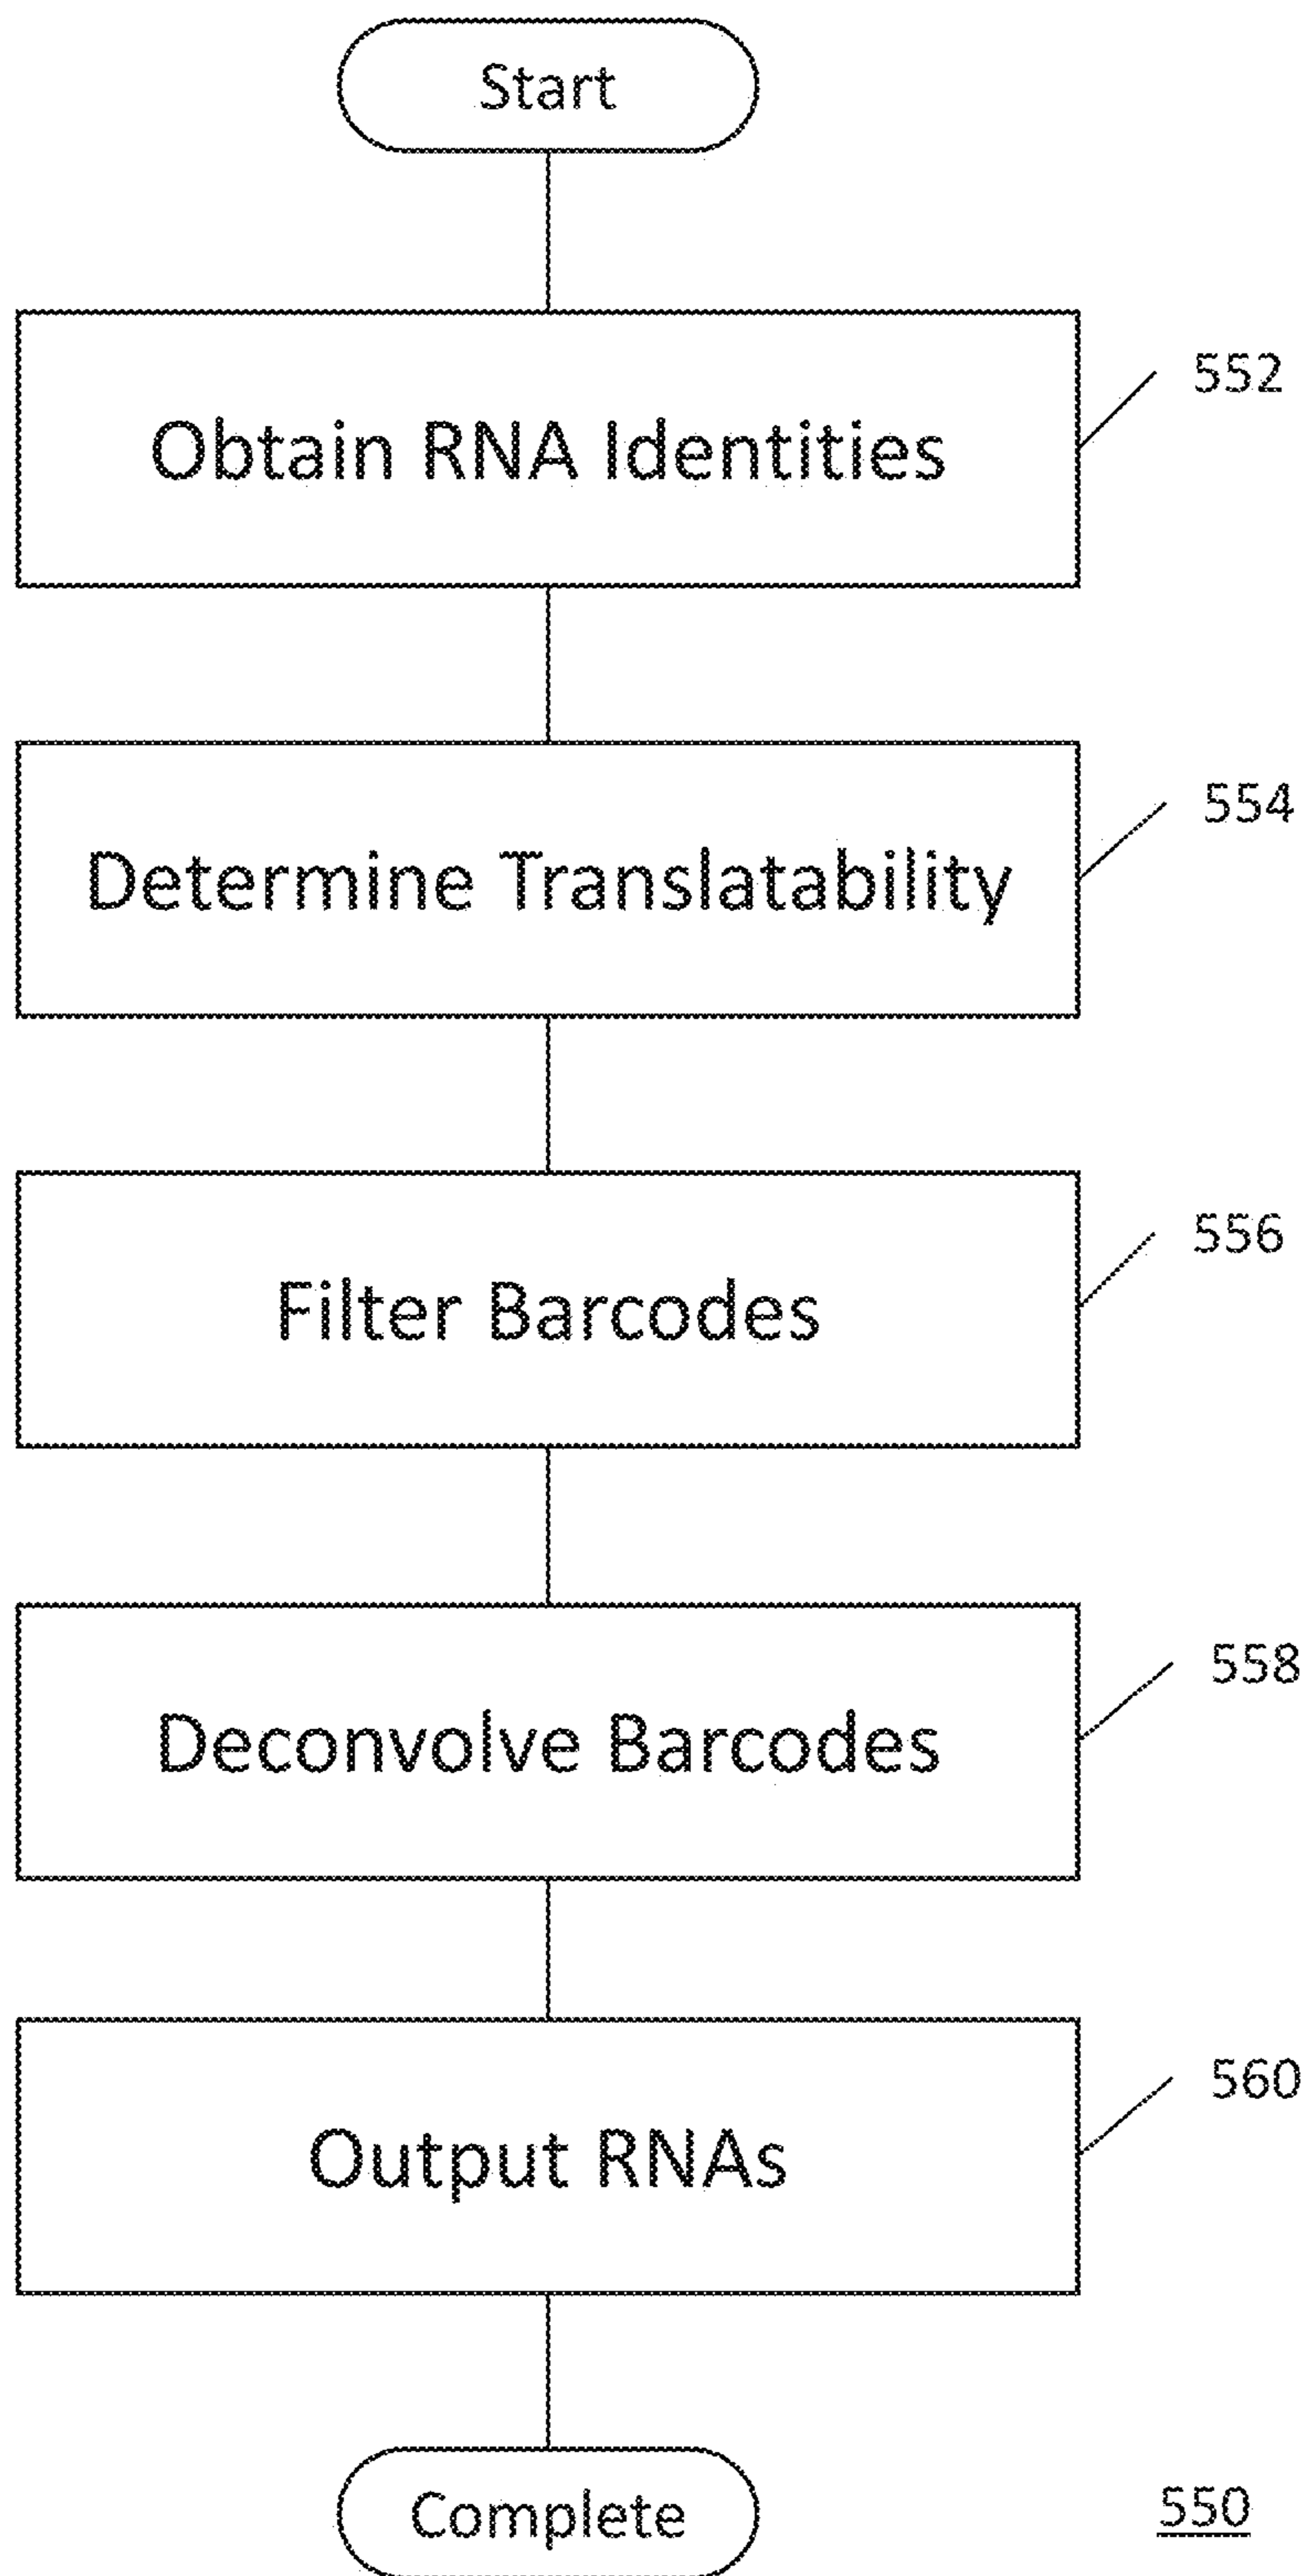 Start
Obtain RNA Identities
552
Determine Translatability
554
Filter Barcodes
556
Deconvolve Barcodes
558
Output RNAs
560
Complete
550